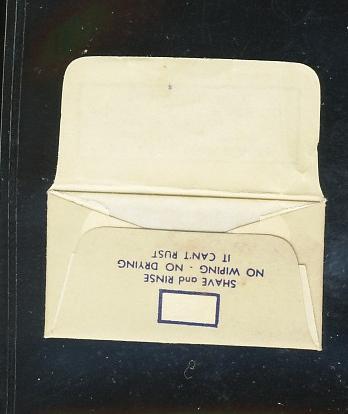 SHAVE and RINSE
NO WIPING - NO DRYING
IT CAN'T RUST